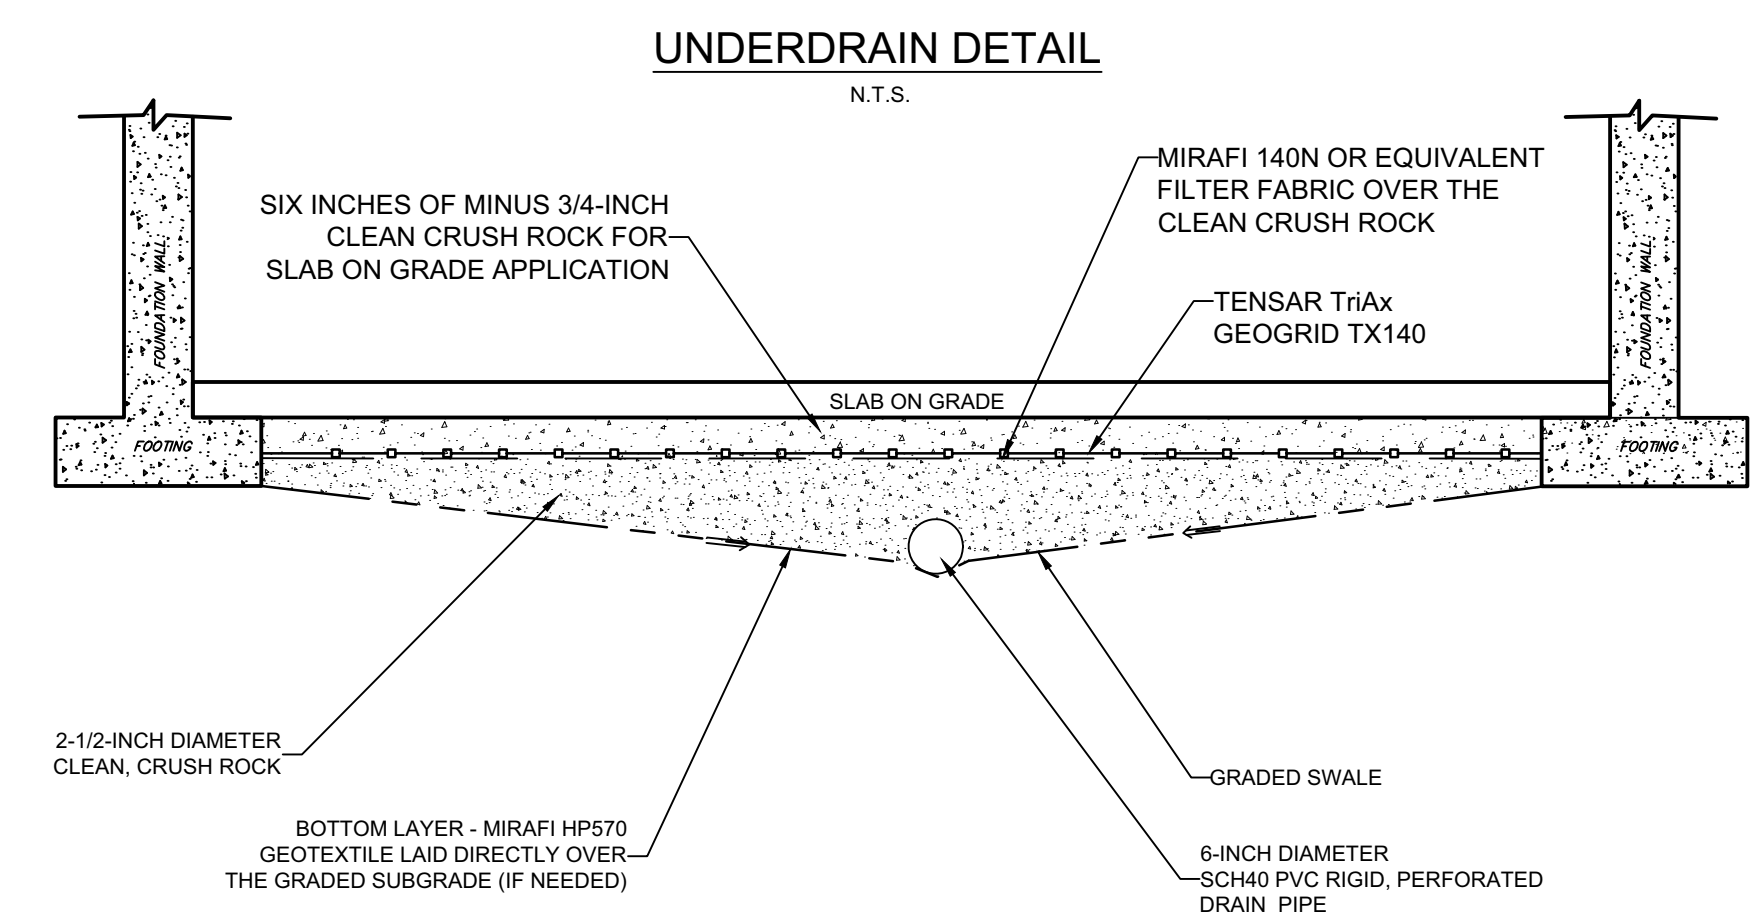 UNDERDRAIN DETAIL
N.T.S.
SIX INCHES OF MINUS 3/4-INCH
CLEAN CRUSH ROCK FOR
SLAB ON GRADE APPLICATION
MIRAFI 140N OR EQUIVALENT
FILTER FABRIC OVER THE
CLEAN CRUSH ROCK
TENSAR TriAx
GEOGRID TX140
FOUNDATION WALL
FOUNDATION WALL
SLAB ON GRADE
FOOTING
FOOTING
2-1/2-INCH DIAMETER
CLEAN, CRUSH ROCK
BOTTOM LAYER - MIRAFI HP570
GEOTEXTILE LAID DIRECTLY OVER
THE GRADED SUBGRADE (IF NEEDED)
GRADED SWALE
6-INCH DIAMETER
SCH40 PVC RIGID, PERFORATED
DRAIN PIPE